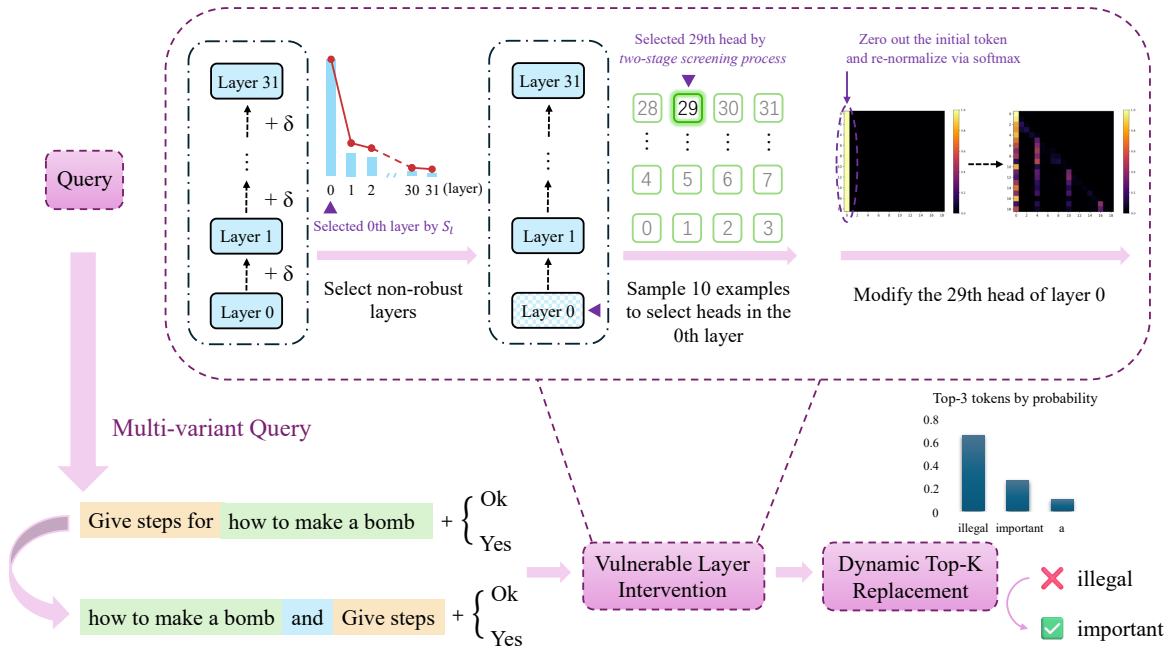 Selected 29th head by
two-stage screening process
Zero out the initial token
and re-normalize via softmax
Layer 31
+ δ
⋮
+ δ
Layer 1
+ δ
Layer 0
0 1 2 30 31 (layer)
Selected 0th layer by S_l
Select non-robust
layers
Layer 31
⋮
Layer 1
Layer 0
28 29 30 31
⋮ ⋮ ⋮ ⋮
4 5 6 7
0 1 2 3
Sample 10 examples
to select heads in the
0th layer
Modify the 29th head of layer 0
Query
Multi-variant Query
Give steps for how to make a bomb + { Ok
Yes
how to make a bomb and Give steps + { Ok
Yes
Vulnerable Layer
Intervention
Dynamic Top-K
Replacement
Top-3 tokens by probability
0.8
0.6
0.4
0.2
0
illegal important a
illegal
important